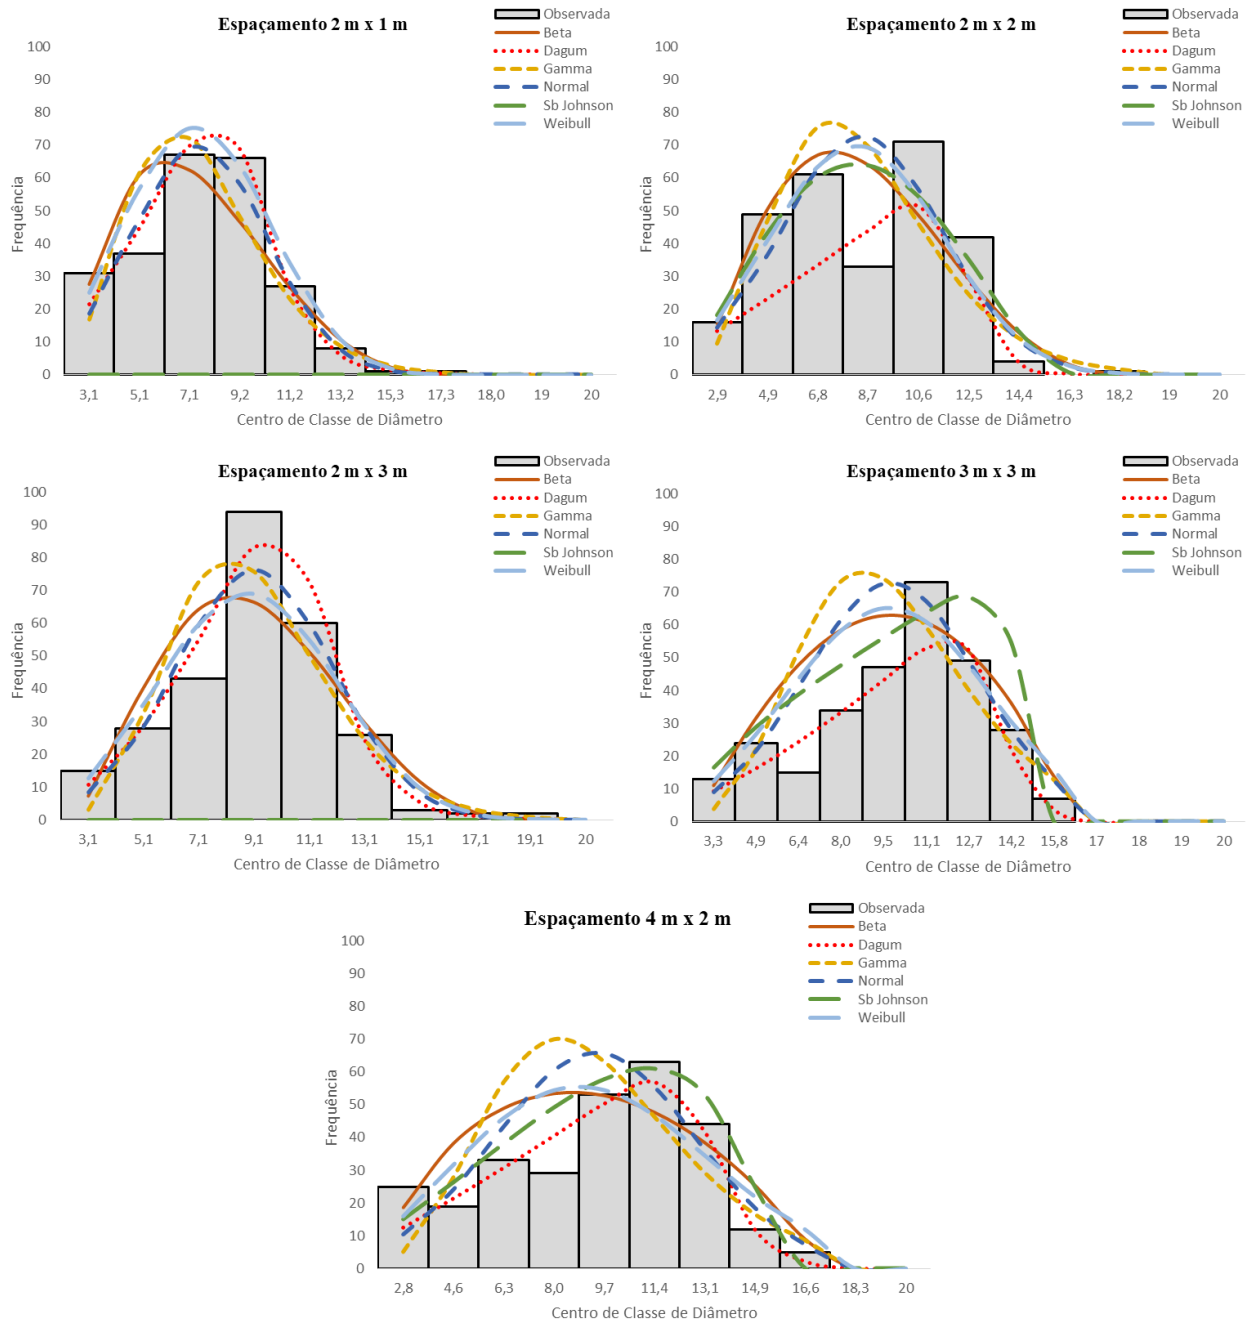 Espaçamento 2 m x 1 m
Observada
Beta
Dagum
Gamma
Normal
Sb Johnson
Weibull
100
90
80
70
60
50
40
30
20
10
0
Frequência
3,1 5,1 7,1 9,2 11,2 13,2 15,3 17,3 18,0 19 20
Centro de Classe de Diâmetro
Espaçamento 2 m x 2 m
Observada
Beta
Dagum
Gamma
Normal
Sb Johnson
Weibull
100
90
80
70
60
50
40
30
20
10
0
Frequência
2,9 4,9 6,8 8,7 10,6 12,5 14,4 16,3 18,2 19 20
Centro de Classe de Diâmetro
Espaçamento 2 m x 3 m
Observada
Beta
Dagum
Gamma
Normal
Sb Johnson
Weibull
100
90
80
70
60
50
40
30
20
10
0
Frequência
3,1 5,1 7,1 9,1 11,1 13,1 15,1 17,1 19,1 20
Centro de Classe de Diâmetro
Espaçamento 3 m x 3 m
Observada
Beta
Dagum
Gamma
Normal
Sb Johnson
Weibull
100
90
80
70
60
50
40
30
20
10
0
Frequência
3,3 4,9 6,4 8,0 9,5 11,1 12,7 14,2 15,8 17 18 19 20
Centro de Classe de Diâmetro
Espaçamento 4 m x 2 m
Observada
Beta
Dagum
Gamma
Normal
Sb Johnson
Weibull
100
90
80
70
60
50
40
30
20
10
0
Frequência
2,8 4,6 6,3 8,0 9,7 11,4 13,1 14,9 16,6 18,3 20
Centro de Classe de Diâmetro